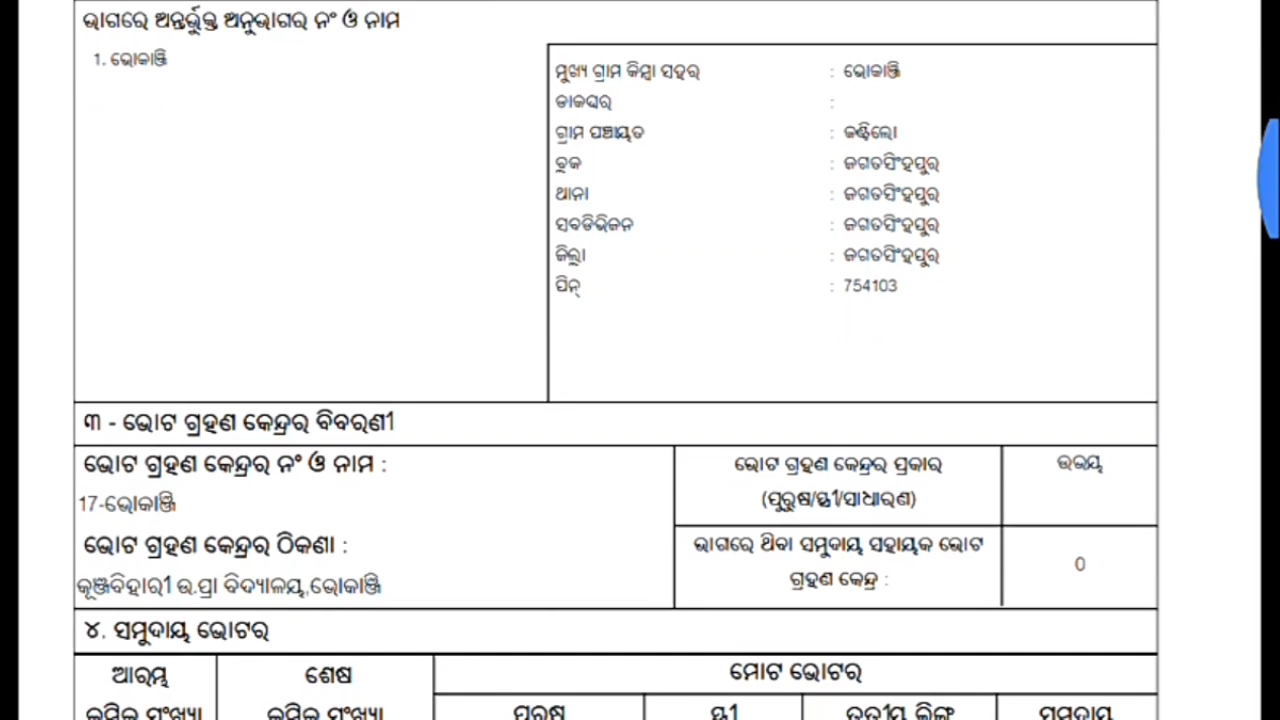 ଭାଗରେ ଅନ୍ତର୍ଭୁକ୍ତ ଅନୁଭାଗର ନଂ ଓ ନାମ
1. ଭୋକାଞ୍ଜି
ମୁଖ୍ୟ ଗ୍ରାମ କିମ୍ବା ସହର : ଭୋକାଞ୍ଜି
ଡାକଘର :
ଗ୍ରାମ ପଞ୍ଚାୟତ : କଣ୍ଟିଲୋ
ବ୍ଲକ : ଜଗତସିଂହପୁର
ଥାନା : ଜଗତସିଂହପୁର
ସବଡିଭିଜନ : ଜଗତସିଂହପୁର
ଜିଲ୍ଲା : ଜଗତସିଂହପୁର
ପିନ୍ : 754103
୩ - ଭୋଟ ଗ୍ରହଣ କେନ୍ଦ୍ରର ବିବରଣୀ
ଭୋଟ ଗ୍ରହଣ କେନ୍ଦ୍ରର ନଂ ଓ ନାମ :
17-ଭୋକାଞ୍ଜି
ଭୋଟ ଗ୍ରହଣ କେନ୍ଦ୍ରର ଠିକଣା :
କୂଞ୍ଜବିହାରୀ ଉ.ପ୍ରା ବିଦ୍ୟାଳୟ,ଭୋକାଞ୍ଜି
ଭୋଟ ଗ୍ରହଣ କେନ୍ଦ୍ରର ପ୍ରକାର ଉଭୟ
(ପୁରୁଷ/ସ୍ତ୍ରୀ/ସାଧାରଣ)
ଭାଗରେ ଥିବା ସମୁଦାୟ ସହାୟକ ଭୋଟ
ଗ୍ରହଣ କେନ୍ଦ୍ର : 0
୪. ସମୁଦାୟ ଭୋଟର
ଆରମ୍ଭ ଶେଷ ମୋଟ ଭୋଟର
କ୍ରମିକ ସଂଖ୍ୟା କ୍ରମିକ ସଂଖ୍ୟା ପୁରୁଷ ସ୍ତ୍ରୀ ତୃତୀୟ ଲିଙ୍ଗ ସମୁଦାୟ